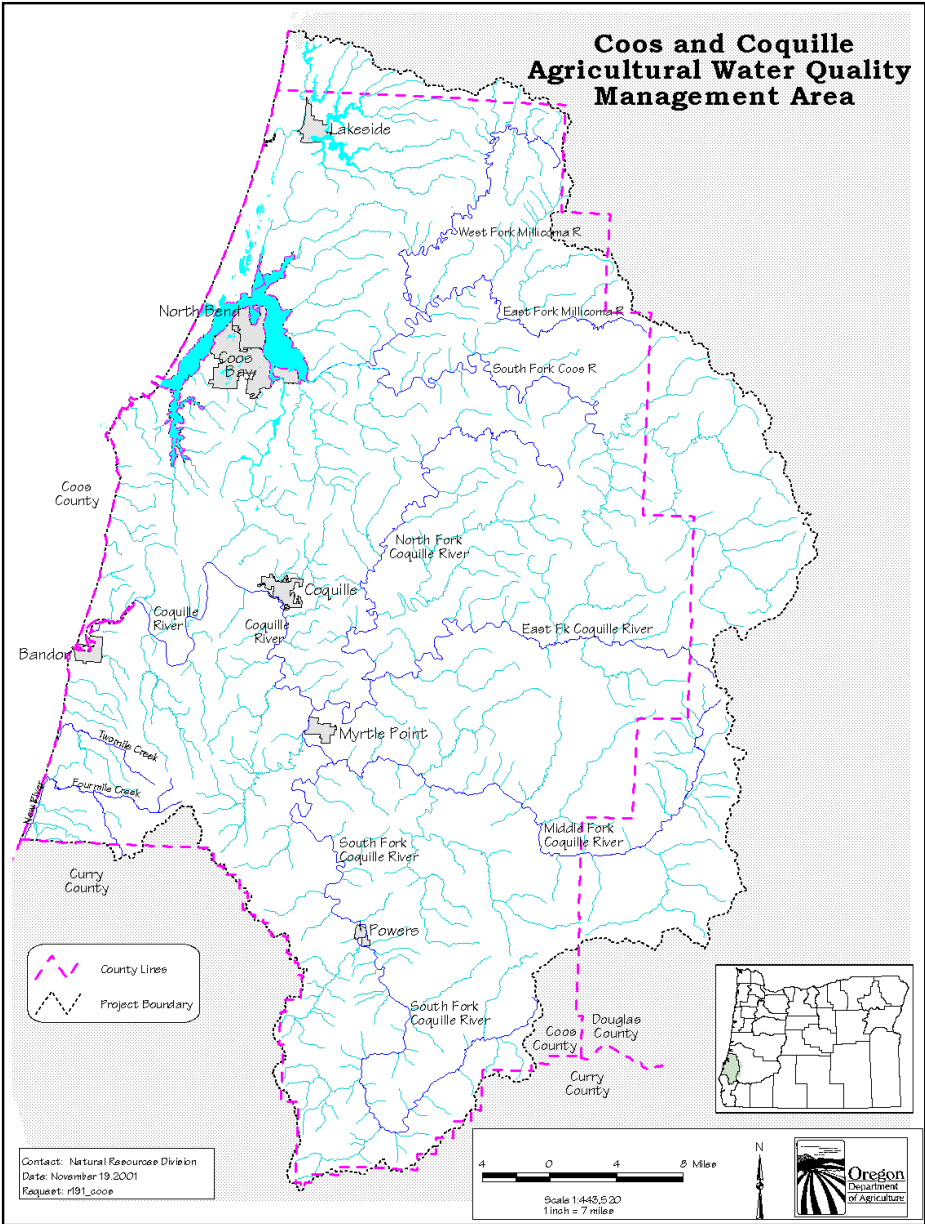 Coos and Coquille
Agricultural Water Quality
Management Area
Lakeside
West Fork Millicoma R
North Bend
East Fork Millicoma R
Coos
Bay
South Fork Coos R
Coos
County
North Fork
Coquille River
Coquille
Coquille
River
Coquille
River
East Fk Coquille River
Bandon
Myrtle Point
Twomile Creek
Fourmile Creek
New River
Middle Fork
Coquille River
South Fork
Coquille River
Curry
County
Powers
County Lines
Project Boundary
South Fork
Coquille River
Coos
County
Douglas
County
Curry
County
Contact: Natural Resources Division
Date: November 19,2001
Request: r191_coos
4 0 4 8 Miles
Scale 1:443,520
1 inch = 7 miles
N
Oregon
Department
of Agriculture